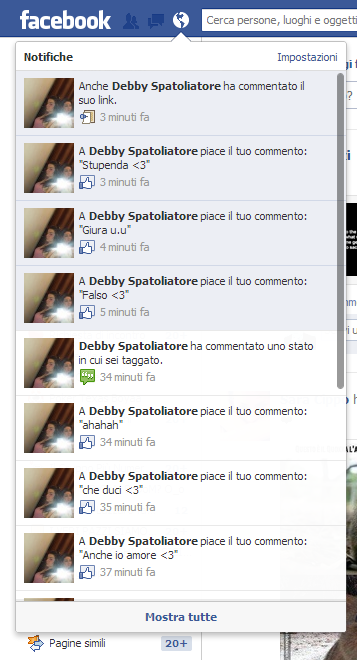 facebook
Cerca persone, luoghi e oggetti
Notifiche
Impostazioni
Anche Debby Spatoliatore ha commentato il
suo link.
3 minuti fa
A Debby Spatoliatore piace il tuo commento:
"Stupenda <3"
3 minuti fa
A Debby Spatoliatore piace il tuo commento:
"Giura u.u"
4 minuti fa
A Debby Spatoliatore piace il tuo commento:
"Falso <3"
5 minuti fa
Debby Spatoliatore ha commentato uno stato
in cui sei taggato.
34 minuti fa
A Debby Spatoliatore piace il tuo commento:
"ahahah"
34 minuti fa
A Debby Spatoliatore piace il tuo commento:
"che duci <3"
35 minuti fa
A Debby Spatoliatore piace il tuo commento:
"Anche io amore <3"
37 minuti fa
Mostra tutte
Pagine simili
20+